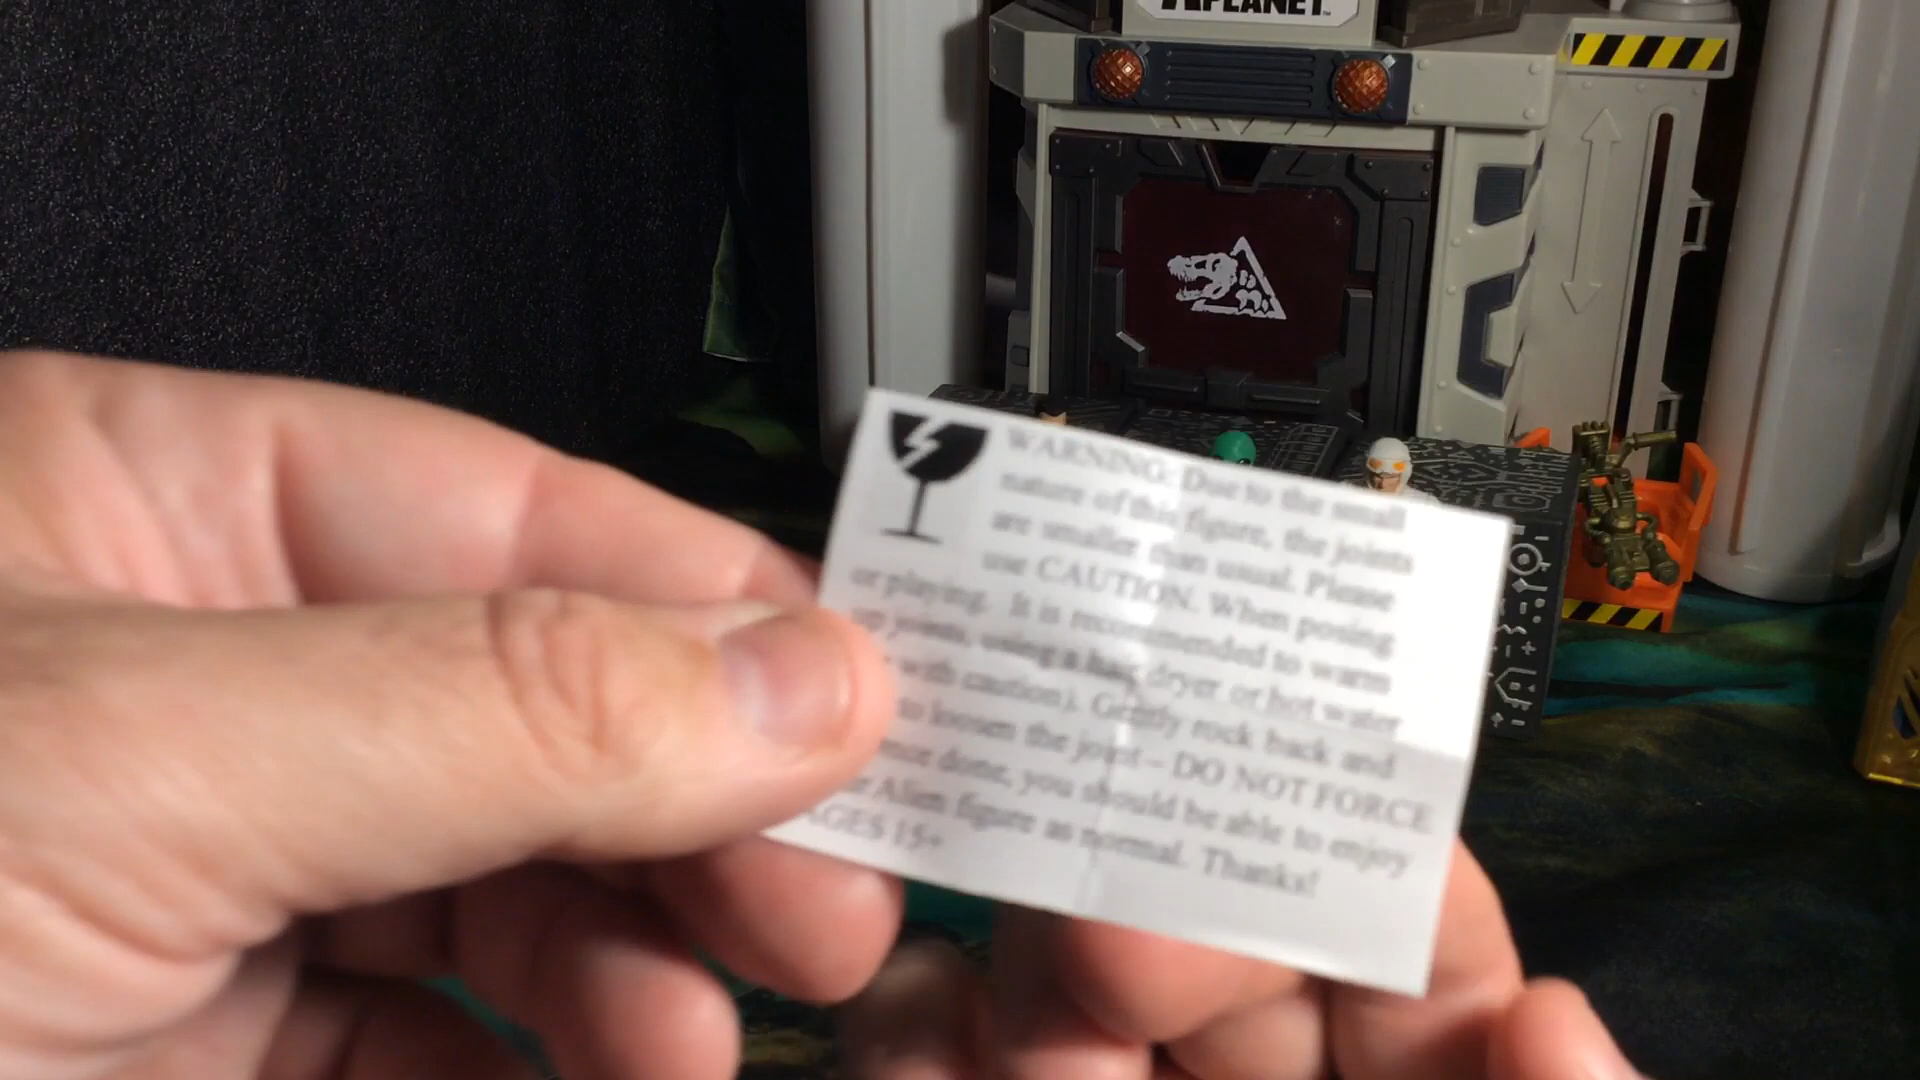 PLANET
WARNING: Due to the small
nature of this figure, the joints
are smaller than usual. Please
use CAUTION. When posing
or playing. It is recommended to warm
up joints, using a hair dryer or hot water
with caution). Gently rock back and
to loosen the joint – DO NOT FORCE
once done, you should be able to enjoy
Alien figure as normal. Thanks!
AGES 15+